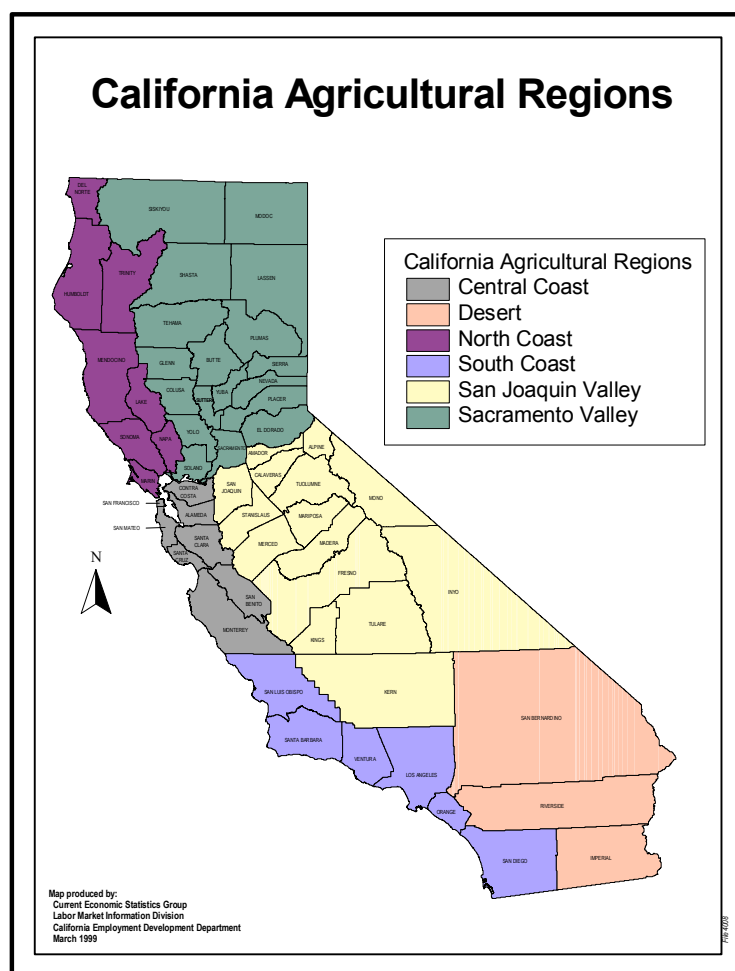 California Agricultural Regions
DEL
NORTE
SISKIYOU
MODOC
HUMBOLDT
TRINITY
SHASTA
LASSEN
TEHAMA
PLUMAS
MENDOCINO
GLENN
BUTTE
SIERRA
NEVADA
COLUSA
SUTTER
YUBA
PLACER
LAKE
YOLO
EL DORADO
SONOMA
NAPA
SACRAMENTO
AMADOR
ALPINE
SOLANO
MARIN
CALAVERAS
SAN
JOAQUIN
TUOLUMNE
MONO
CONTRA
COSTA
SAN FRANCISCO
ALAMEDA
STANISLAUS
MARIPOSA
SAN MATEO
SANTA
CLARA
MERCED
MADERA
SANTA
CRUZ
FRESNO
INYO
SAN
BENITO
MONTEREY
TULARE
KINGS
SAN LUIS OBISPO
KERN
SAN BERNARDINO
SANTA BARBARA
VENTURA
LOS ANGELES
ORANGE
RIVERSIDE
SAN DIEGO
IMPERIAL
N
California Agricultural Regions
Central Coast
Desert
North Coast
South Coast
San Joaquin Valley
Sacramento Valley
Map produced by:
Current Economic Statistics Group
Labor Market Information Division
California Employment Development Department
March 1999